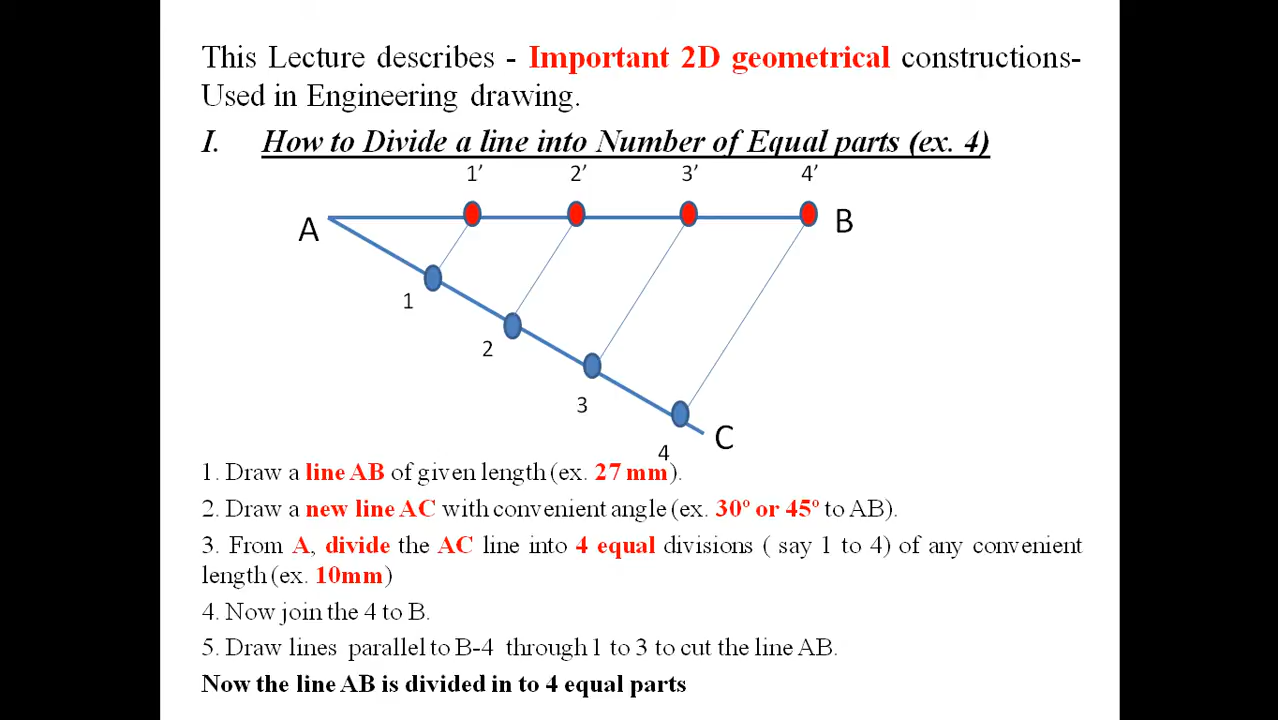 This Lecture describes - Important 2D geometrical constructions-
Used in Engineering drawing.
I. How to Divide a line into Number of Equal parts (ex. 4)
1’ 2’ 3’ 4’
A B
1
2
3
C
4
1. Draw a line AB of given length (ex. 27 mm).
2. Draw a new line AC with convenient angle (ex. 30º or 45º to AB).
3. From A, divide the AC line into 4 equal divisions ( say 1 to 4) of any convenient
length (ex. 10mm)
4. Now join the 4 to B.
5. Draw lines parallel to B-4 through 1 to 3 to cut the line AB.
Now the line AB is divided in to 4 equal parts